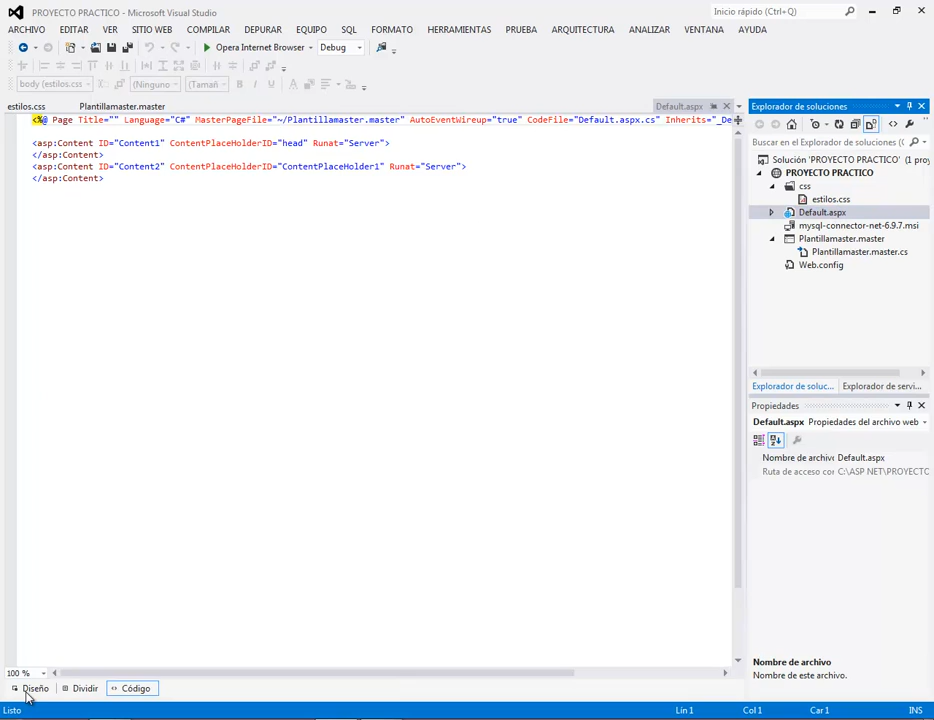 PROYECTO PRACTICO - Microsoft Visual Studio
Inicio rápido (Ctrl+Q)
ARCHIVO EDITAR VER SITIO WEB COMPILAR DEPURAR EQUIPO SQL FORMATO HERRAMIENTAS PRUEBA ARQUITECTURA ANALIZAR VENTANA AYUDA
Opera Internet Browser Debug
body (estilos.css (Ninguno (Tamañ B I U A
estilos.css Plantillamaster.master Default.aspx
<%@ Page Title="" Language="C#" MasterPageFile="~/Plantillamaster.master" AutoEventWireup="true" CodeFile="Default.aspx.cs" Inherits="_De
<asp:Content ID="Content1" ContentPlaceHolderID="head" Runat="Server">
</asp:Content>
<asp:Content ID="Content2" ContentPlaceHolderID="ContentPlaceHolder1" Runat="Server">
</asp:Content>
Explorador de soluciones
Buscar en el Explorador de soluciones (
Solución 'PROYECTO PRACTICO' (1 proy
PROYECTO PRACTICO
css
estilos.css
Default.aspx
mysql-connector-net-6.9.7.msi
Plantillamaster.master
Plantillamaster.master.cs
Web.config
Explorador de soluc... Explorador de servi...
Propiedades
Default.aspx Propiedades del archivo web
Nombre de archivo Default.aspx
Ruta de acceso cor C:\ASP NET\PROYECTO
Nombre de archivo
Nombre de este archivo.
100 %
Diseño Dividir Código
Listo Lín 1 Col 1 Car 1 INS